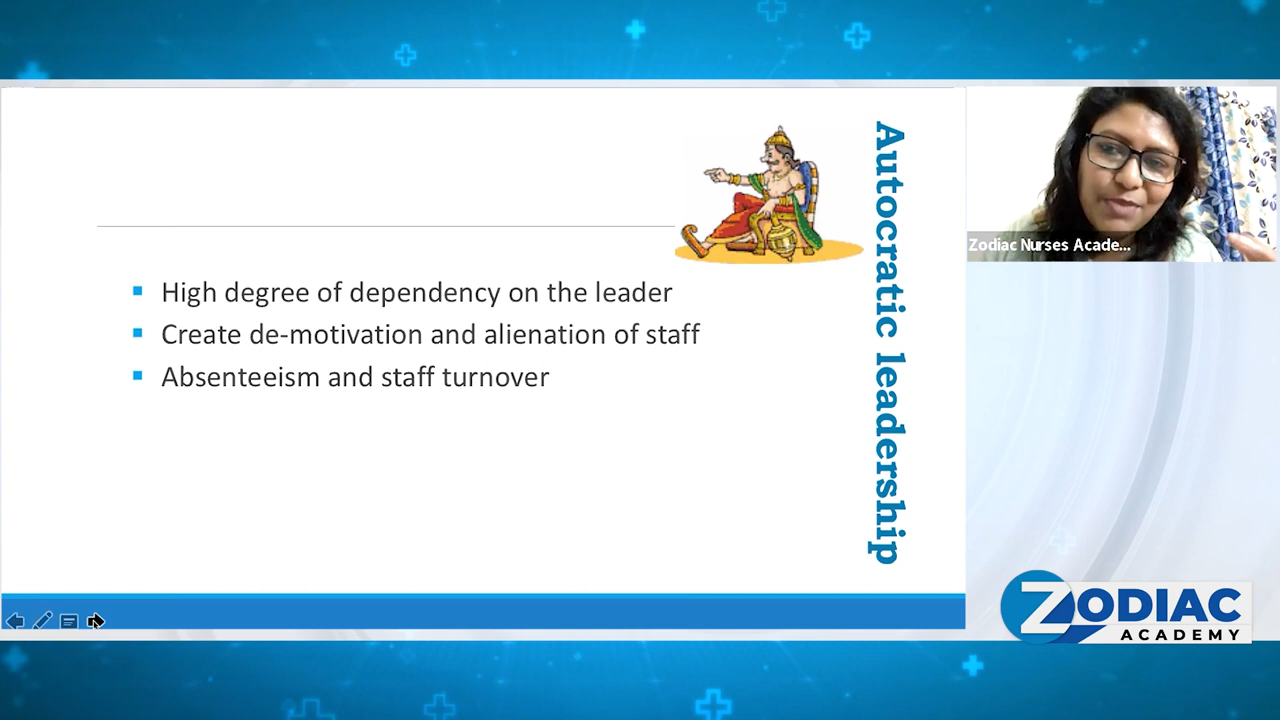 Autocratic leadership
High degree of dependency on the leader
Create de-motivation and alienation of staff
Absenteeism and staff turnover
Zodiac Nurses Acade...
ZODIAC
ACADEMY